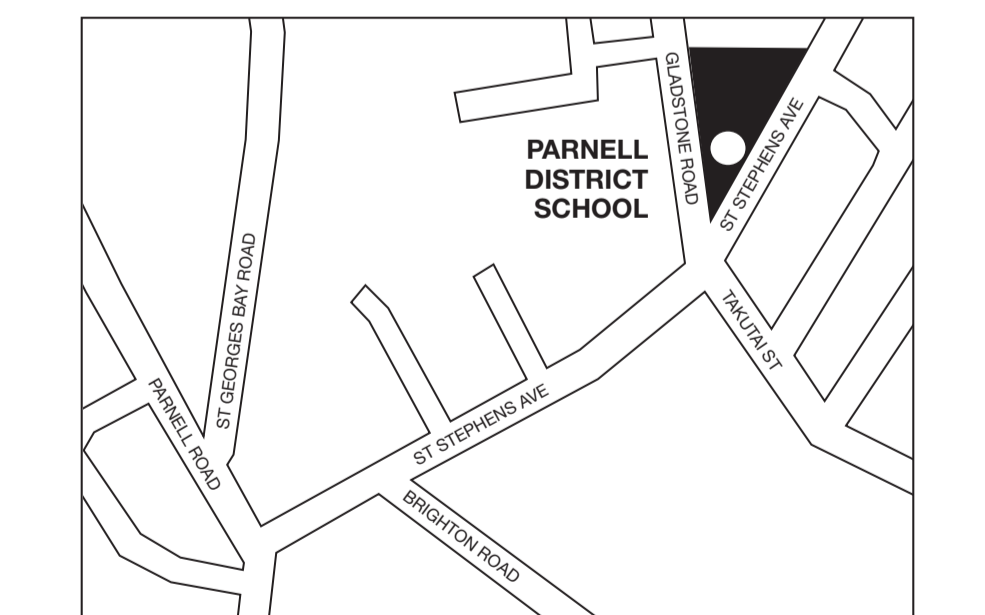 GLADSTONE ROAD
ST STEPHENS AVE
PARNELL
DISTRICT
SCHOOL
ST GEORGES BAY ROAD
TAKUTAI ST
PARNELL ROAD
ST STEPHENS AVE
BRIGHTON ROAD